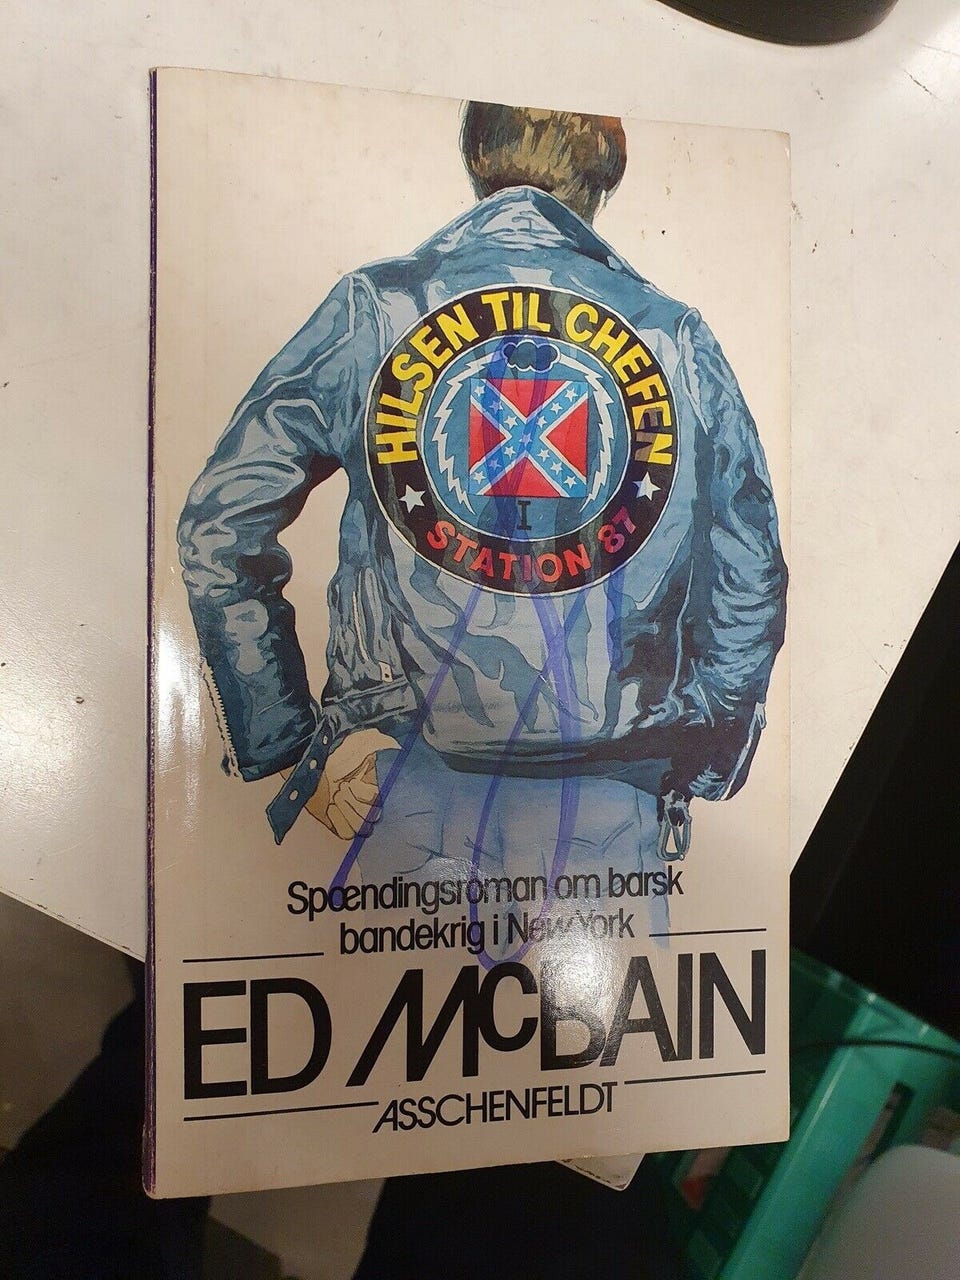 HILSEN TIL CHEFEN
I
STATION 87
Spændingsroman om barsk
bandekrig i New York
ED McBAIN
ASSCHENFELDT